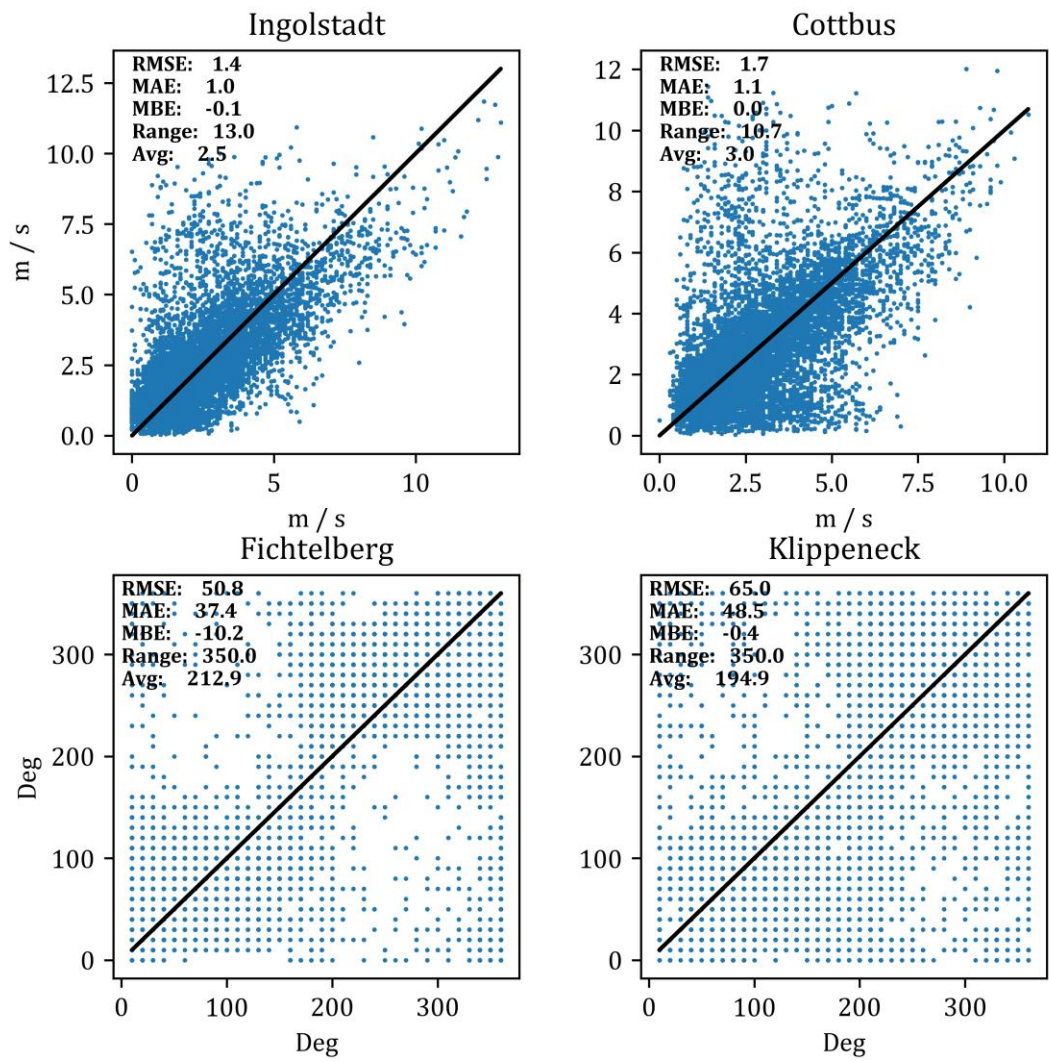 Ingolstadt
RMSE: 1.4
MAE: 1.0
MBE: -0.1
Range: 13.0
Avg: 2.5
12.5
10.0
7.5
5.0
2.5
0.0
m / s
0 5 10
m / s
Cottbus
RMSE: 1.7
MAE: 1.1
MBE: 0.0
Range: 10.7
Avg: 3.0
12
10
8
6
4
2
0
0.0 2.5 5.0 7.5 10.0
m / s
Fichtelberg
RMSE: 50.8
MAE: 37.4
MBE: -10.2
Range: 350.0
Avg: 212.9
300
200
100
0
Deg
0 100 200 300
Deg
Klippeneck
RMSE: 65.0
MAE: 48.5
MBE: -0.4
Range: 350.0
Avg: 194.9
300
200
100
0
0 100 200 300
Deg